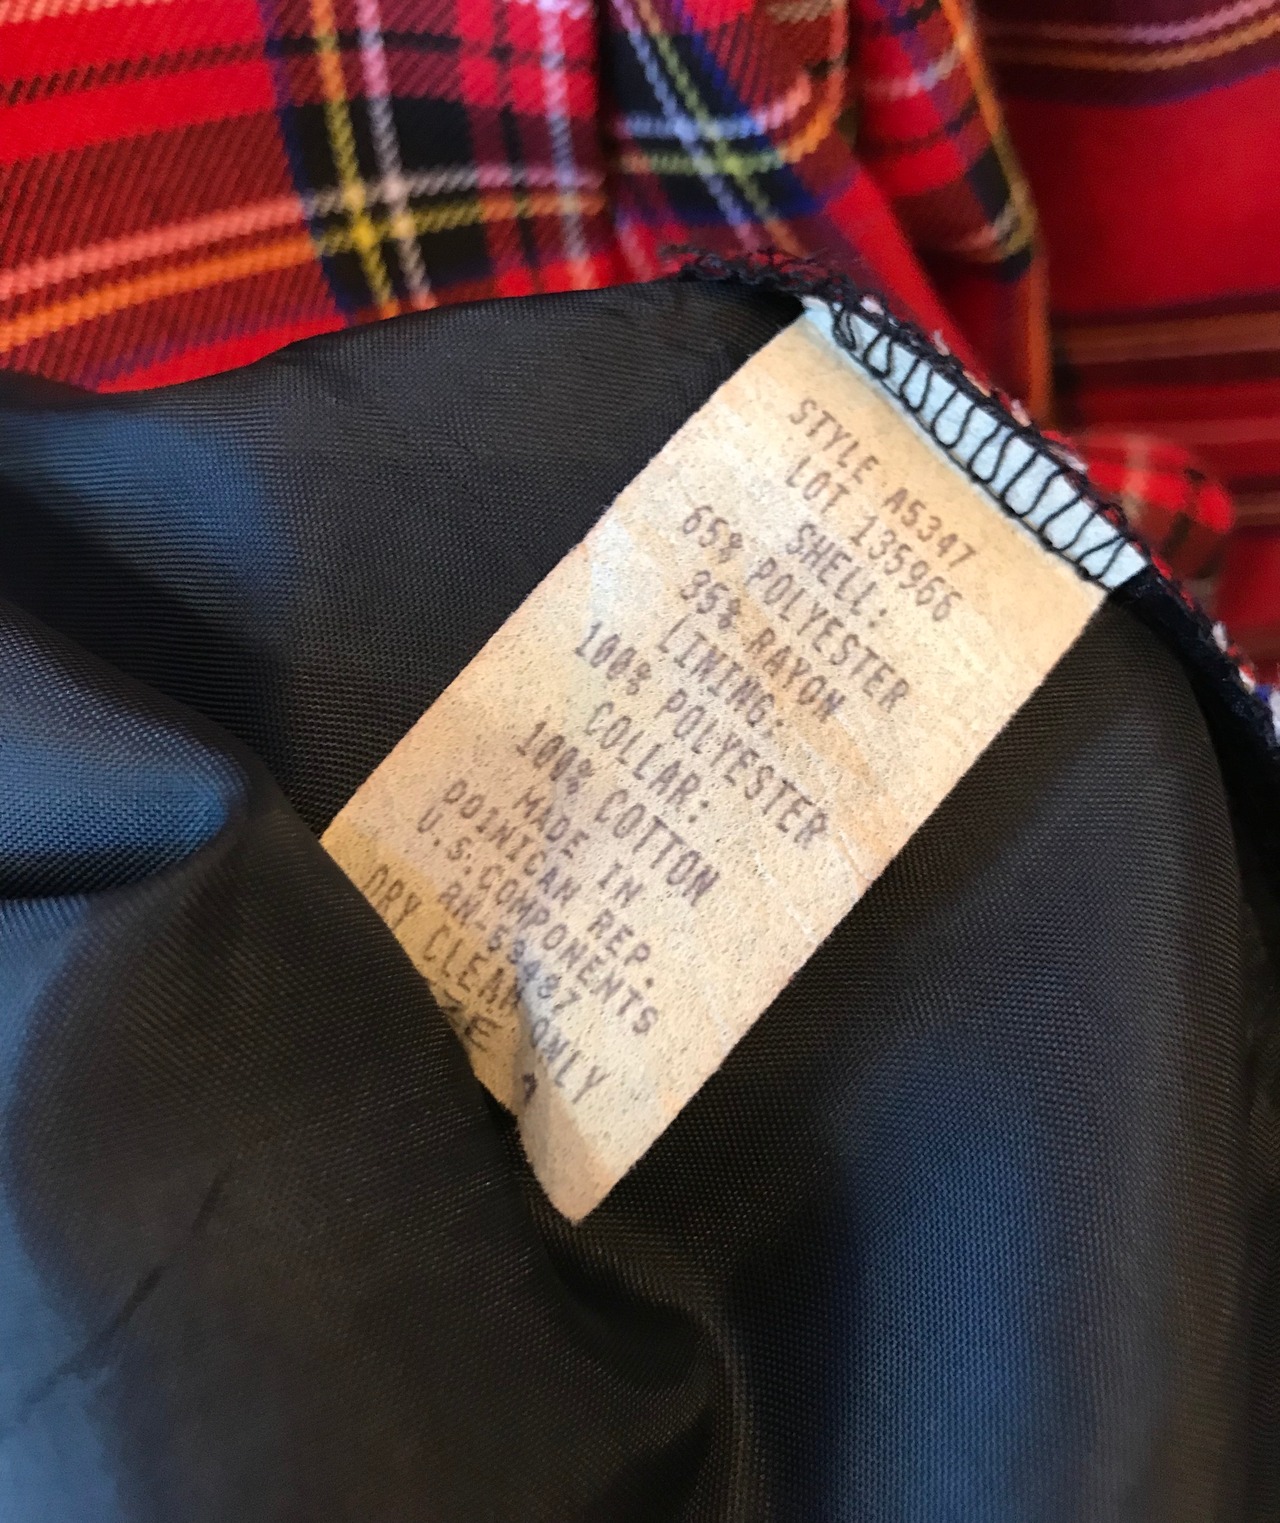 STYLE A5347
LOT 135966
SHELL:
65% POLYESTER
35% RAYON
LINING:
100% POLYESTER
COLLAR:
100% COTTON
MADE IN
DOINICAN REP.
U.S.COMPONENTS
DRY CLEAN ONLY